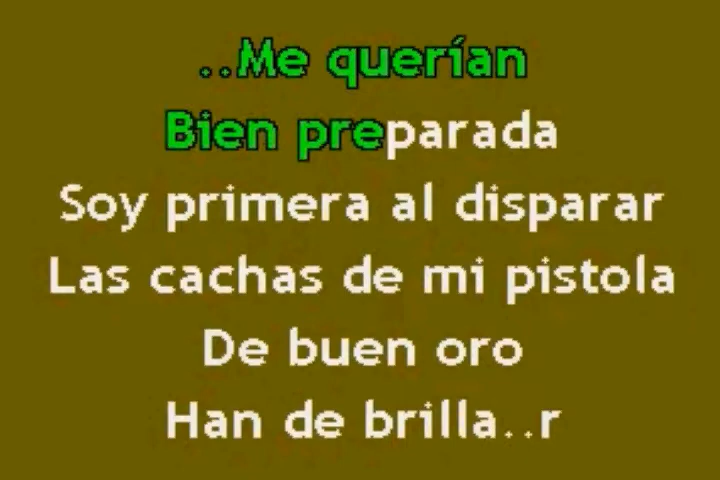 ..Me querían
Bien preparada
Soy primera al disparar
Las cachas de mi pistola
De buen oro
Han de brilla..r